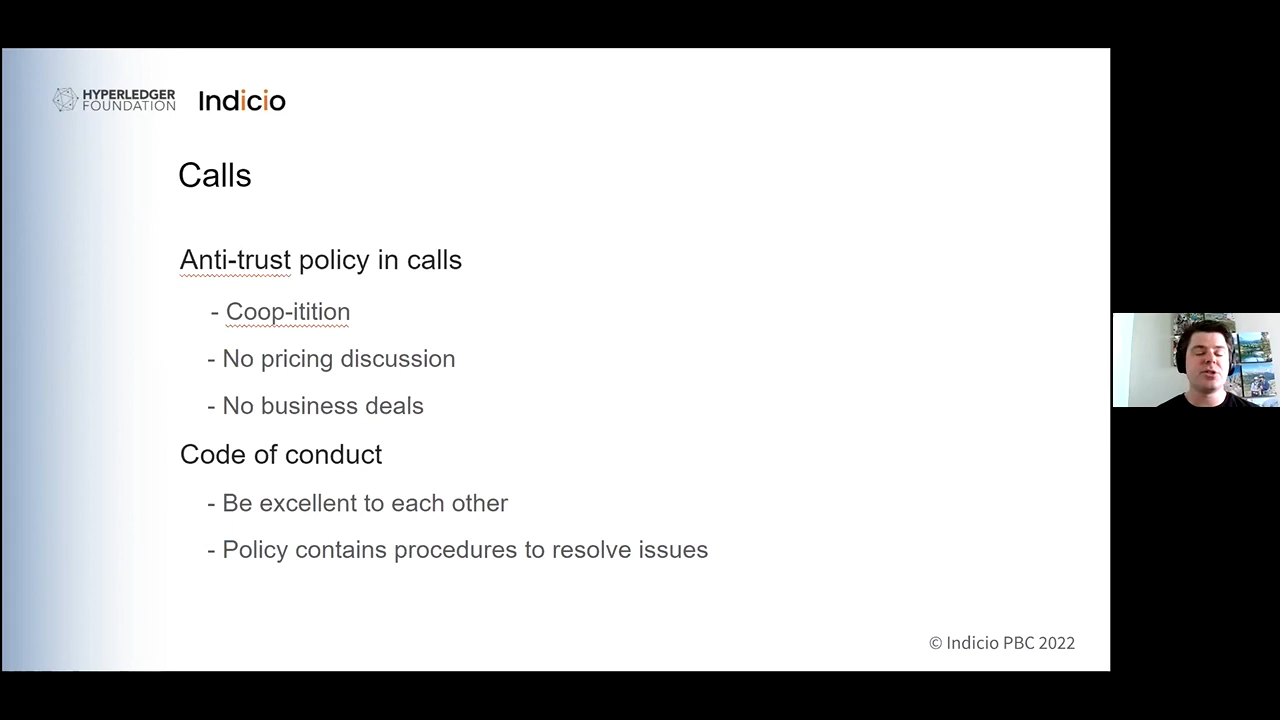 HYPERLEDGER
FOUNDATION
Indicio
Calls
Anti-trust policy in calls
- Coop-itition
- No pricing discussion
- No business deals
Code of conduct
- Be excellent to each other
- Policy contains procedures to resolve issues
© Indicio PBC 2022